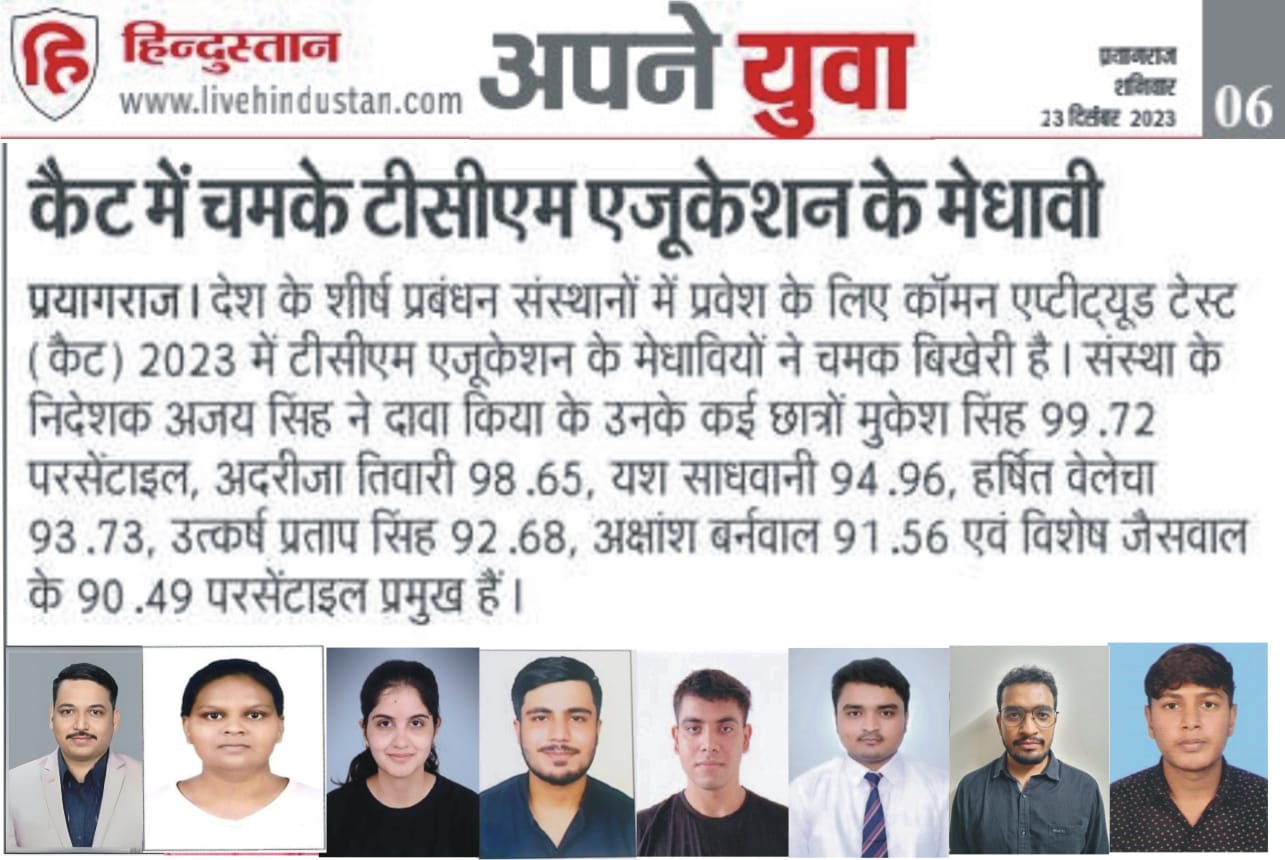 हि
हिन्दुस्तान
www.livehindustan.com
अपने युवा
प्रयागराज
शनिवार
23 दिसंबर 2023
06
कैट में चमके टीसीएम एजूकेशन के मेधावी
प्रयागराज। देश के शीर्ष प्रबंधन संस्थानों में प्रवेश के लिए कॉमन एप्टीट्यूड टेस्ट
(कैट) 2023 में टीसीएम एजूकेशन के मेधावियों ने चमक बिखेरी है। संस्था के
निदेशक अजय सिंह ने दावा किया के उनके कई छात्रों मुकेश सिंह 99.72
परसेंटाइल, अदरीजा तिवारी 98.65, यश साधवानी 94.96, हर्षित वेलेचा
93.73, उत्कर्ष प्रताप सिंह 92.68, अक्षांश बर्नवाल 91.56 एवं विशेष जैसवाल
के 90.49 परसेंटाइल प्रमुख हैं।